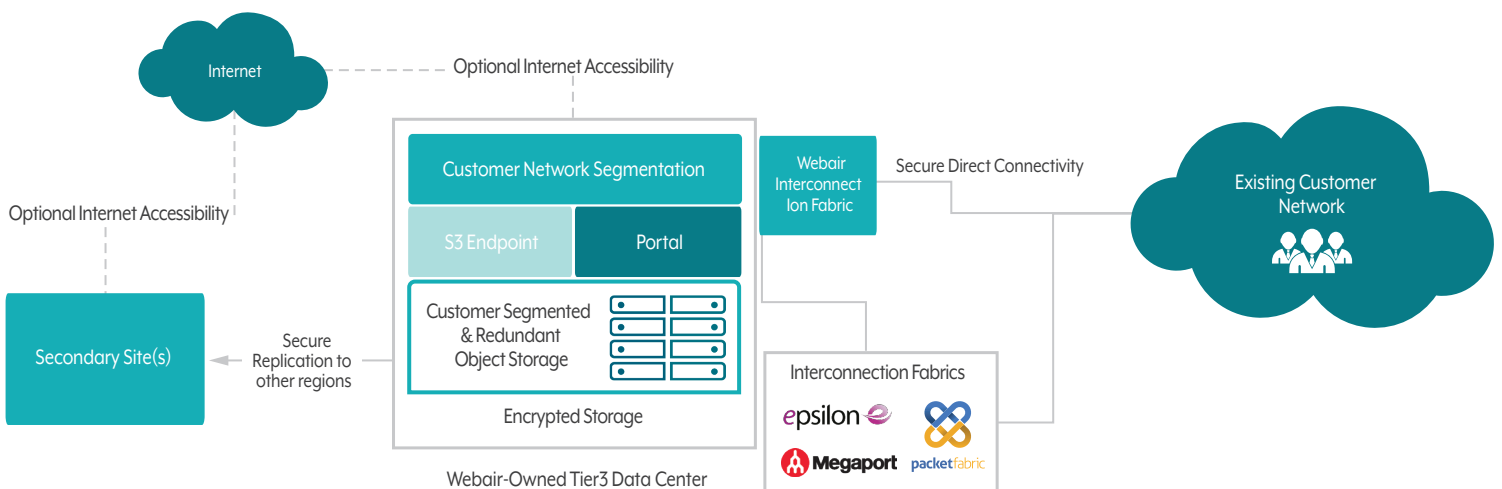 Internet
Optional Internet Accessibility
Optional Internet Accessibility
Secondary Site(s)
Secure
Replication to
other regions
Customer Network Segmentation
S3 Endpoint
Portal
Customer Segmented
& Redundant
Object Storage
Encrypted Storage
Webair-Owned Tier3 Data Center
Webair
Interconnect
Ion Fabric
Secure Direct Connectivity
Existing Customer
Network
Interconnection Fabrics
epsilon e
Megaport
packetfabric